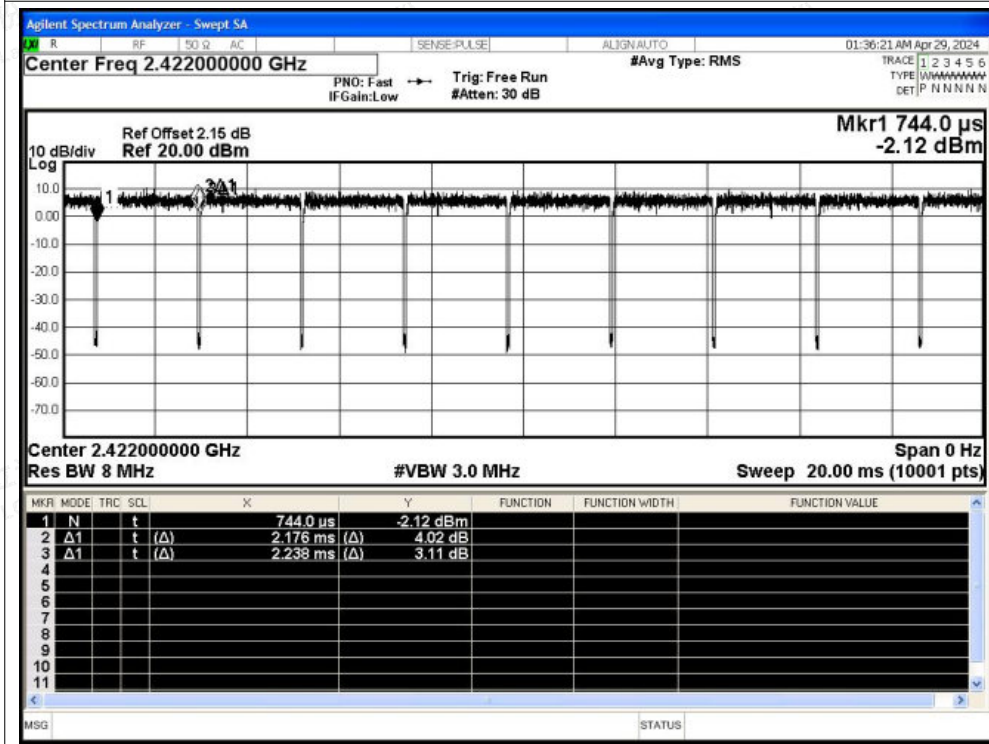 Agilent Spectrum Analyzer - Swept SA
LXI R RF 50 Ω AC SENSE:PULSE ALIGN AUTO 01:36:21 AM Apr 29, 2024
Center Freq 2.422000000 GHz #Avg Type: RMS TRACE 1 2 3 4 5 6
PNO: Fast Trig: Free Run TYPE
IFGain:Low #Atten: 30 dB DET P N N N N N
Mkr1 744.0 µs
Ref Offset 2.15 dB
10 dB/div Ref 20.00 dBm -2.12 dBm
Log
10.0
1 3Δ1
0.00
-10.0
-20.0
-30.0
-40.0
-50.0
-60.0
-70.0
Center 2.422000000 GHz Span 0 Hz
Res BW 8 MHz #VBW 3.0 MHz Sweep 20.00 ms (10001 pts)
MKR MODE TRC SCL X Y FUNCTION FUNCTION WIDTH FUNCTION VALUE
1 N t 744.0 µs -2.12 dBm
2 Δ1 t (Δ) 2.176 ms (Δ) 4.02 dB
3 Δ1 t (Δ) 2.238 ms (Δ) 3.11 dB
4
5
6
7
8
9
10
11
MSG STATUS